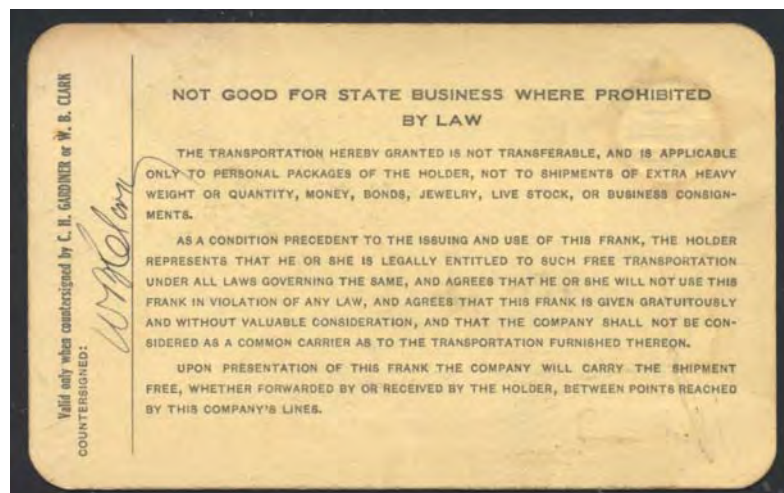 Valid only when countersigned by C. H. GARDINER or W. B. CLARK
COUNTERSIGNED:
W B Clark
NOT GOOD FOR STATE BUSINESS WHERE PROHIBITED
BY LAW
THE TRANSPORTATION HEREBY GRANTED IS NOT TRANSFERABLE, AND IS APPLICABLE
ONLY TO PERSONAL PACKAGES OF THE HOLDER, NOT TO SHIPMENTS OF EXTRA HEAVY
WEIGHT OR QUANTITY, MONEY, BONDS, JEWELRY, LIVE STOCK, OR BUSINESS CONSIGN-
MENTS.
AS A CONDITION PRECEDENT TO THE ISSUING AND USE OF THIS FRANK, THE HOLDER
REPRESENTS THAT HE OR SHE IS LEGALLY ENTITLED TO SUCH FREE TRANSPORTATION
UNDER ALL LAWS GOVERNING THE SAME, AND AGREES THAT HE OR SHE WILL NOT USE THIS
FRANK IN VIOLATION OF ANY LAW, AND AGREES THAT THIS FRANK IS GIVEN GRATUITOUSLY
AND WITHOUT VALUABLE CONSIDERATION, AND THAT THE COMPANY SHALL NOT BE CON-
SIDERED AS A COMMON CARRIER AS TO THE TRANSPORTATION FURNISHED THEREON.
UPON PRESENTATION OF THIS FRANK THE COMPANY WILL CARRY THE SHIPMENT
FREE, WHETHER FORWARDED BY OR RECEIVED BY THE HOLDER, BETWEEN POINTS REACHED
BY THIS COMPANY'S LINES.